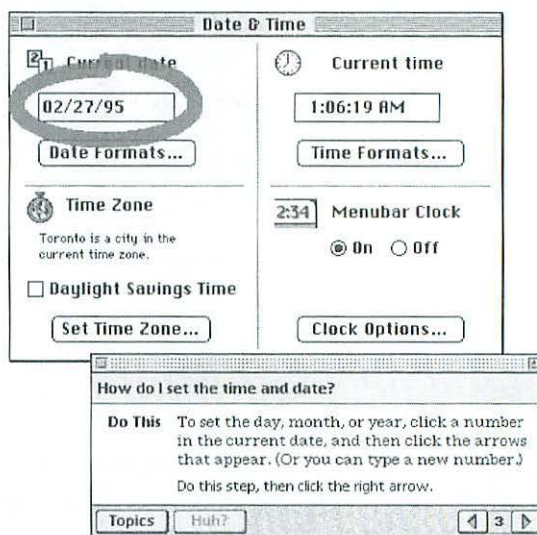 Date & Time
Current date
02/27/95
Date Formats...
Current time
1:06:19 AM
Time Formats...
Time Zone
Toronto is a city in the
current time zone.
Daylight Savings Time
Set Time Zone...
2:34 Menubar Clock
On Off
Clock Options...
How do I set the time and date?
Do This To set the day, month, or year, click a number
in the current date, and then click the arrows
that appear. (Or you can type a new number.)
Do this step, then click the right arrow.
Topics Huh? 3